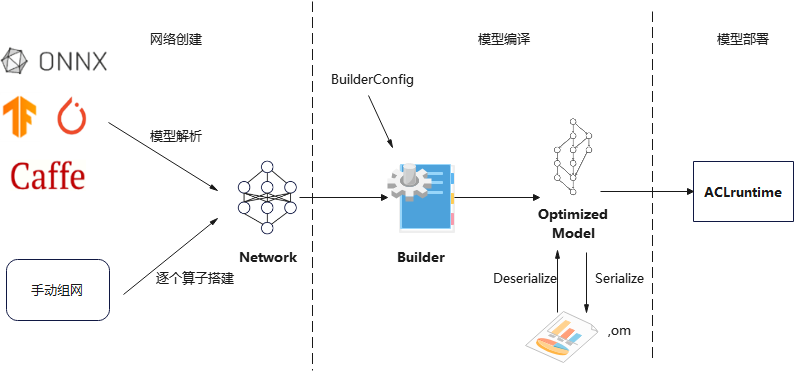 网络创建
模型编译
模型部署
ONNX
BuilderConfig
模型解析
Caffe
ACLruntime
Optimized
Model
Network
Builder
逐个算子搭建
手动组网
Deserialize
Serialize
,om